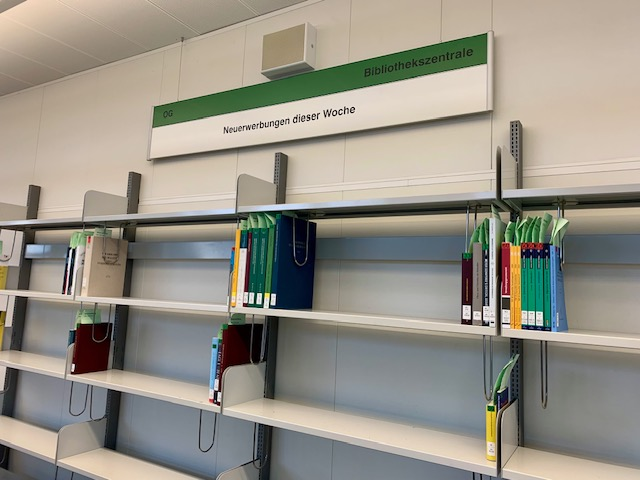 Bibliothekszentrale
OG
Neuerwerbungen dieser Woche